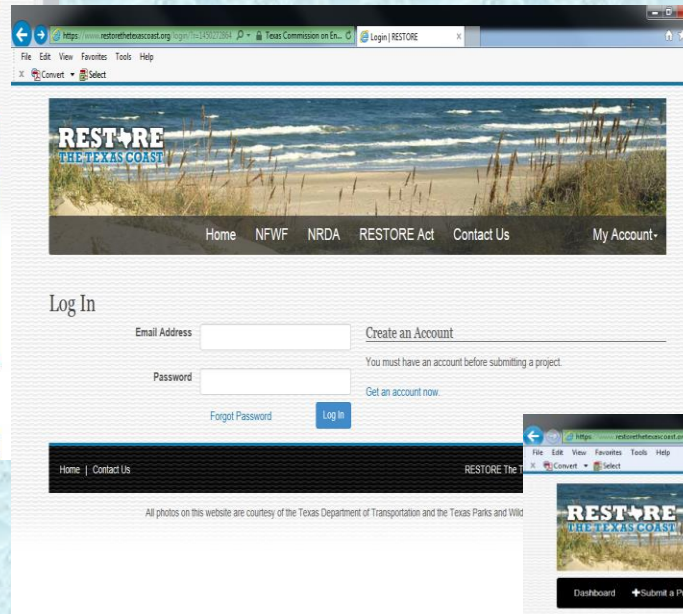 https://www.restorethetexascoast.org/login/?n=1450272864 Texas Commission on En... Login | RESTORE X
File Edit View Favorites Tools Help
X Convert Select
RESTORE
THE TEXAS COAST
Home NFWF NRDA RESTORE Act Contact Us My Account
Log In
Email Address
Create an Account
You must have an account before submitting a project.
Password
Get an account now.
Forgot Password Log In
Home | Contact Us RESTORE The T
All photos on this website are courtesy of the Texas Department of Transportation and the Texas Parks and Wild
https://www.restorethetexascoast.or
File Edit View Favorites Tools Help
X Convert Select
RESTORE
THE TEXAS COAST
Dashboard +Submit a P